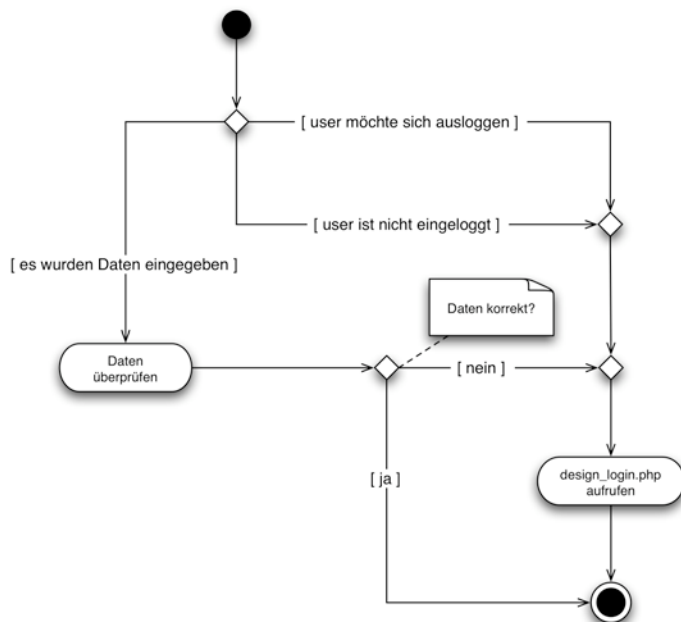 [ user möchte sich ausloggen ]
[ user ist nicht eingeloggt ]
[ es wurden Daten eingegeben ]
Daten korrekt?
Daten
überprüfen
[ nein ]
[ ja ]
design_login.php
aufrufen